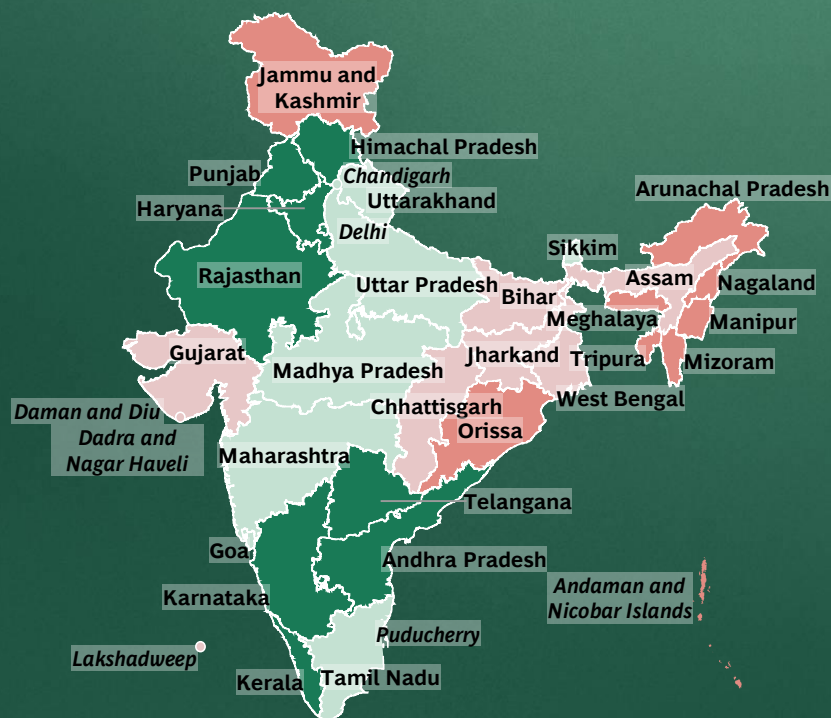 Jammu and
Kashmir
Himachal Pradesh
Punjab
Chandigarh
Arunachal Pradesh
Uttarakhand
Haryana
Delhi
Sikkim
Rajasthan
Assam
Nagaland
Uttar Pradesh
Bihar
Meghalaya
Manipur
Gujarat
Jharkand
Tripura
Mizoram
Madhya Pradesh
West Bengal
Chhattisgarh
Daman and Diu
Orissa
Dadra and
Nagar Haveli
Maharashtra
Telangana
Goa
Andhra Pradesh
Andaman and
Nicobar Islands
Karnataka
Puducherry
Lakshadweep
Tamil Nadu
Kerala